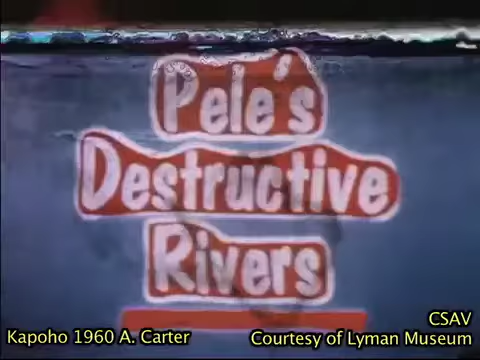 Pele's
Destructive
Rivers
CSAV
Kapoho 1960 A. Carter
Courtesy of Lyman Museum